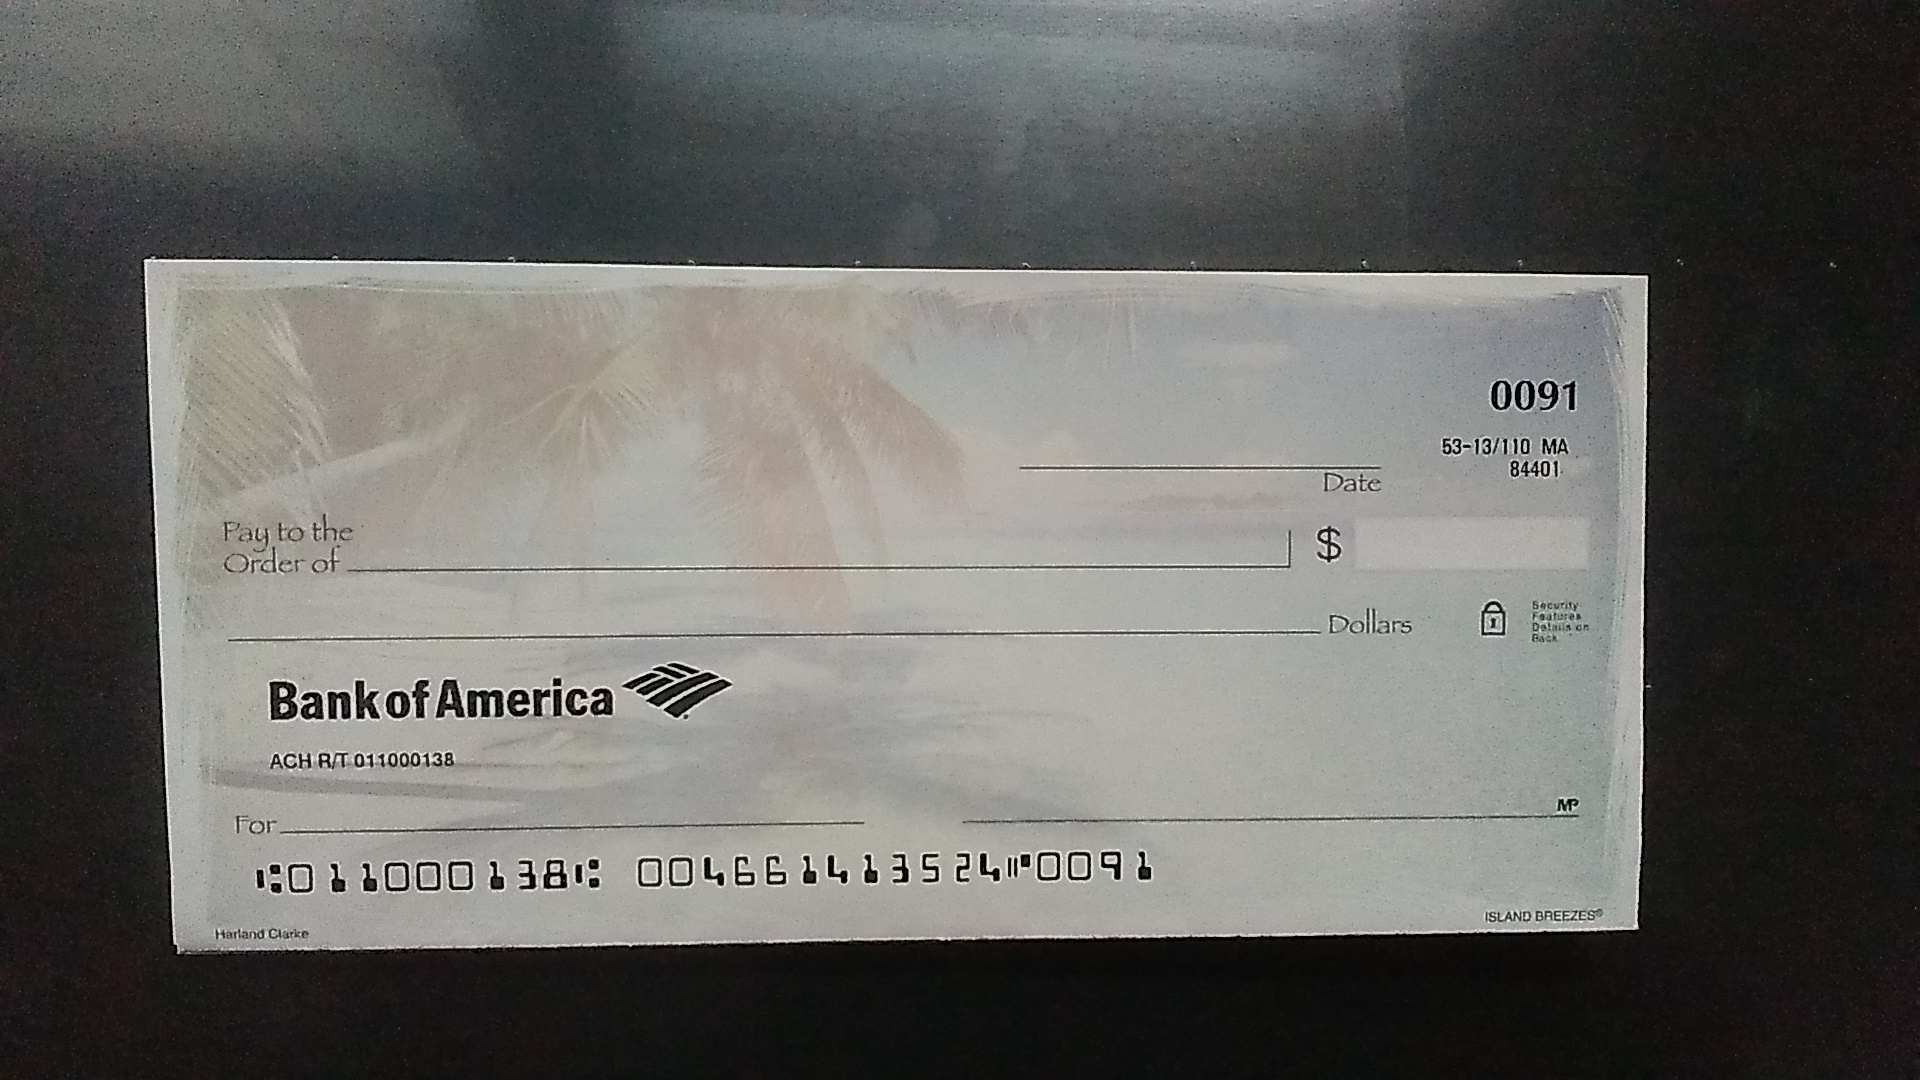 0091
53-13/110 MA
84401
Date
Pay to the
Order of
$
Dollars
Security
Features
Details on
Back
Bank of America
ACH R/T 011000138
For
MP
⑆011000138⑆ 004661413524⑈0091
Harland Clarke
ISLAND BREEZES®